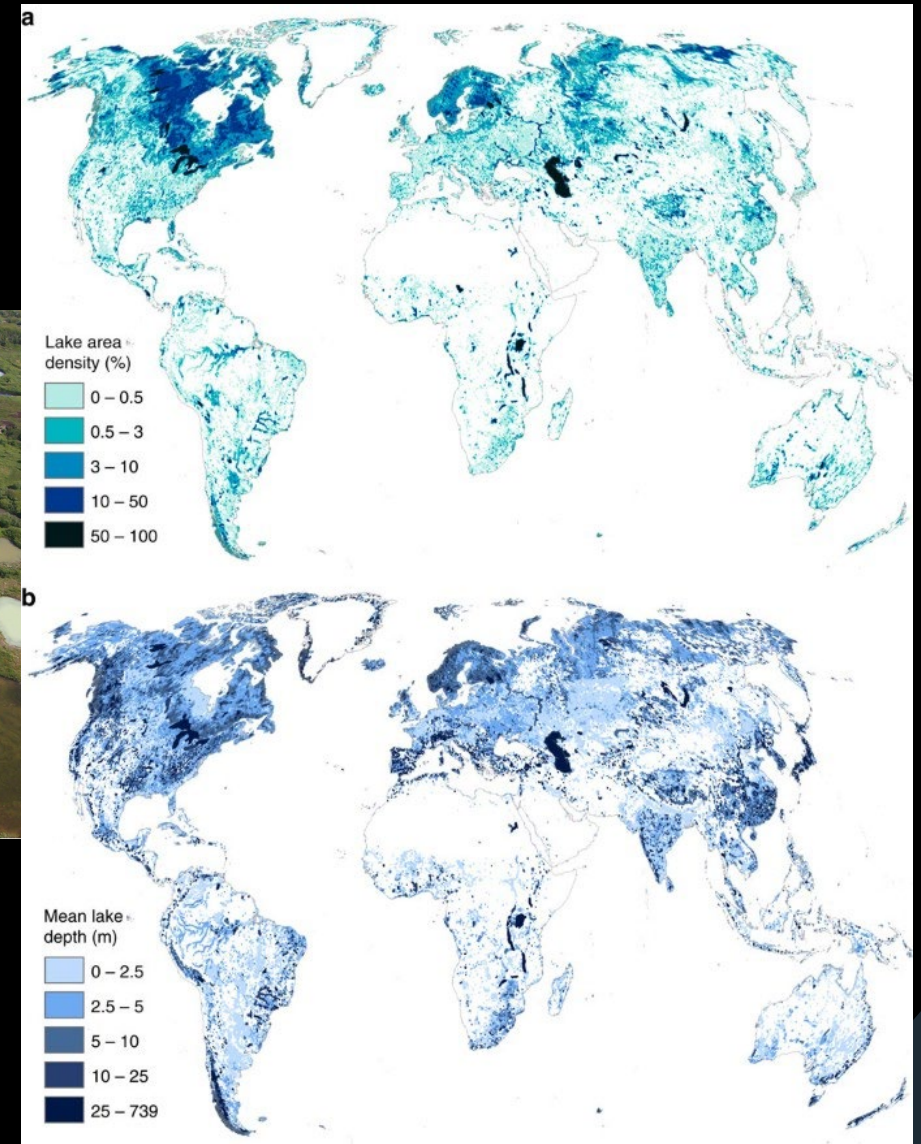 a
Lake area
density (%)
0 – 0.5
0.5 – 3
3 – 10
10 – 50
50 – 100
b
Mean lake
depth (m)
0 – 2.5
2.5 – 5
5 – 10
10 – 25
25 – 739